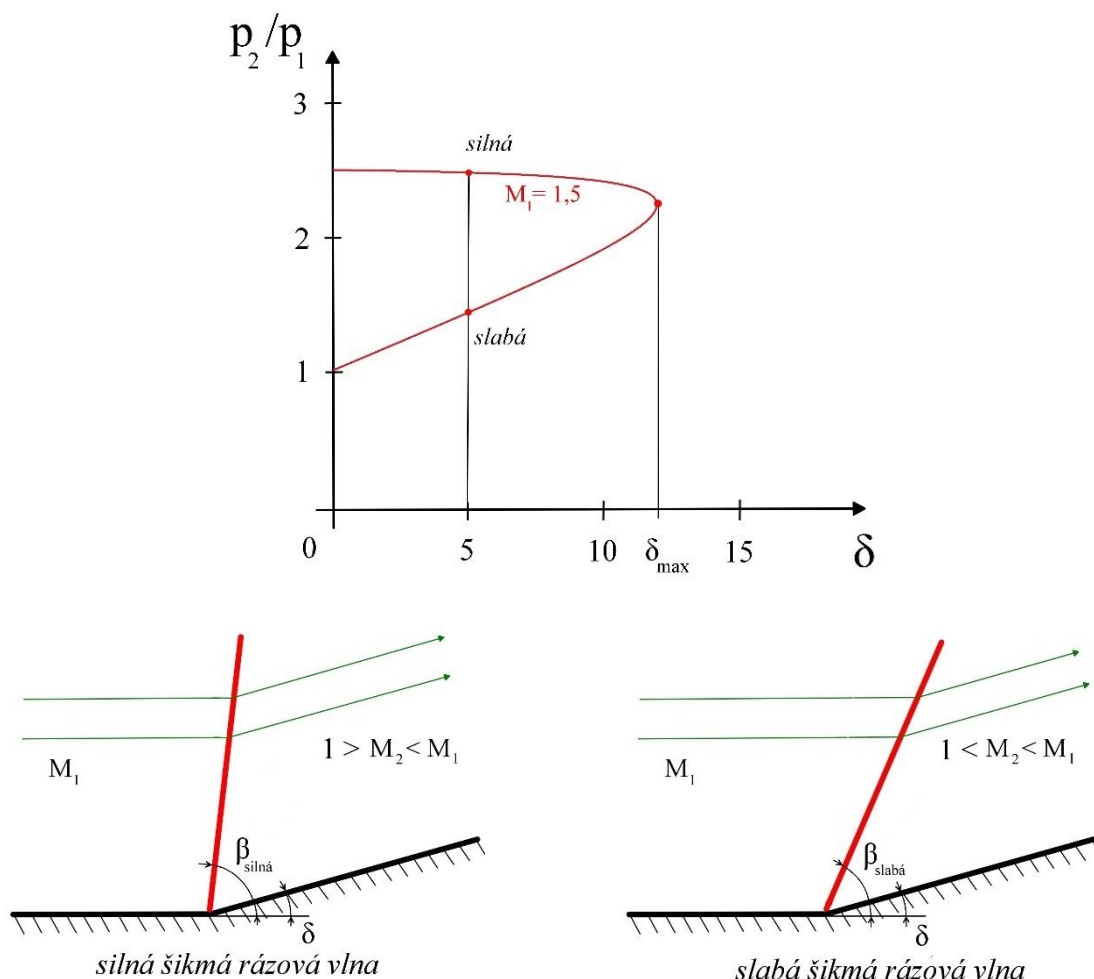 p₂/p₁
3
silná
M₁= 1,5
2
slabá
1
0 5 10 δmax 15 δ
M₁
1 > M₂< M₁
βsilná
δ
silná šikmá rázová vlna
M₁
1 < M₂< M₁
βslabá
δ
slabá šikmá rázová vlna